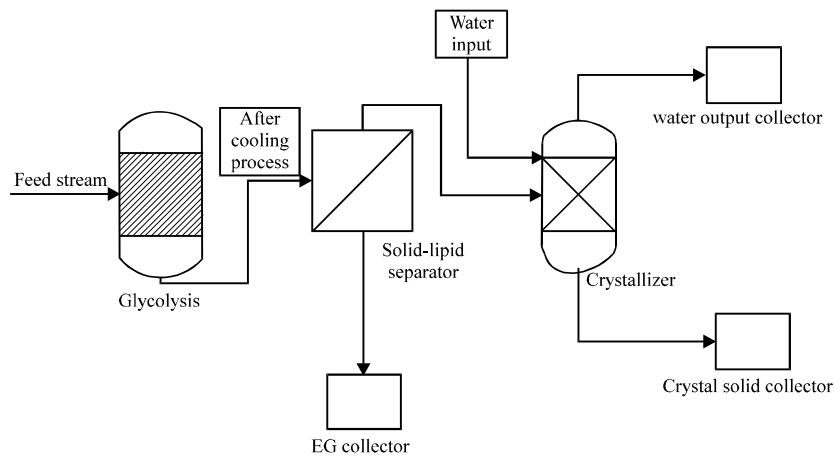 Water
input
water output collector
After
cooling
process
Feed stream
Solid-lipid
separator
Glycolysis
Crystallizer
Crystal solid collector
EG collector